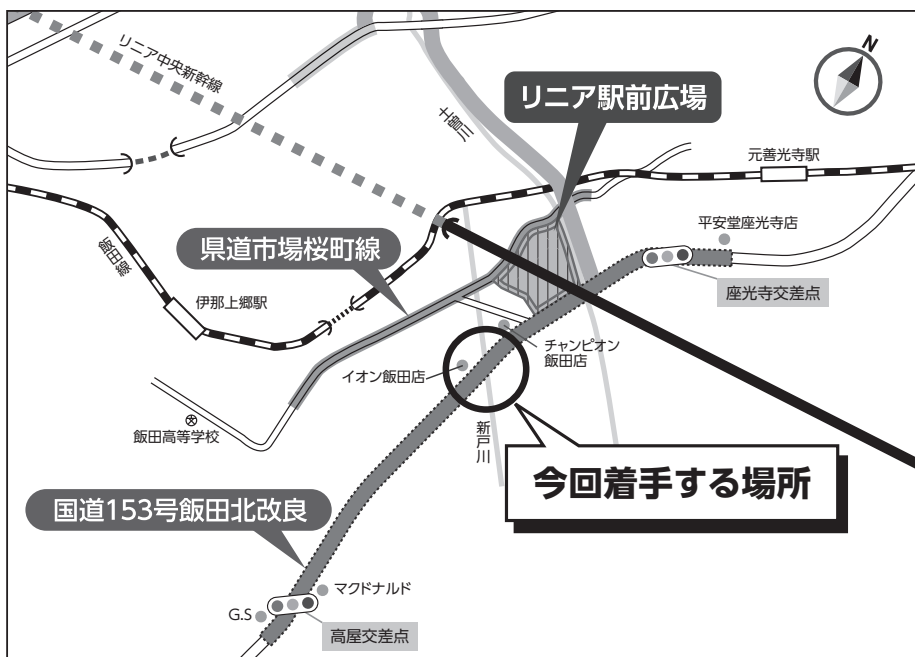 N
リニア中央新幹線
リニア駅前広場
土曽川
元善光寺駅
平安堂座光寺店
県道市場桜町線
飯田線
座光寺交差点
伊那上郷駅
チャンピオン
飯田店
イオン飯田店
新戸川
飯田高等学校
今回着手する場所
国道153号飯田北改良
マクドナルド
G.S
高屋交差点